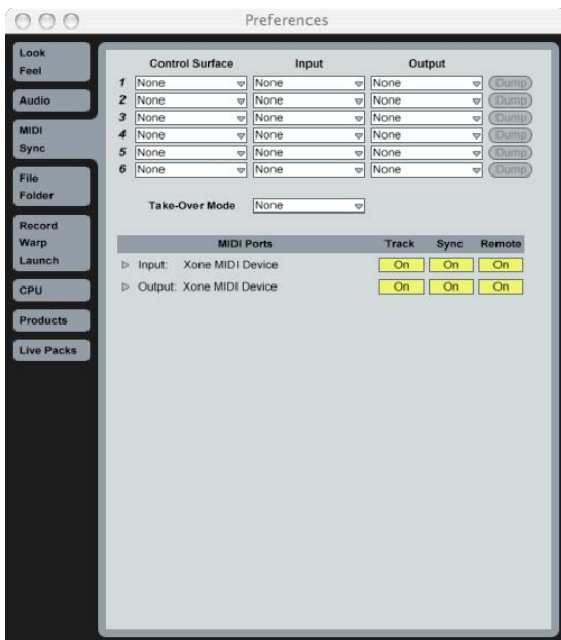 Preferences
Look
Feel
Audio
MIDI
Sync
File
Folder
Record
Warp
Launch
CPU
Products
Live Packs
Control Surface Input Output
1 None None None Dump
2 None None None Dump
3 None None None Dump
4 None None None Dump
5 None None None Dump
6 None None None Dump
Take-Over Mode None
MIDI Ports Track Sync Remote
Input: Xone MIDI Device On On On
Output: Xone MIDI Device On On On